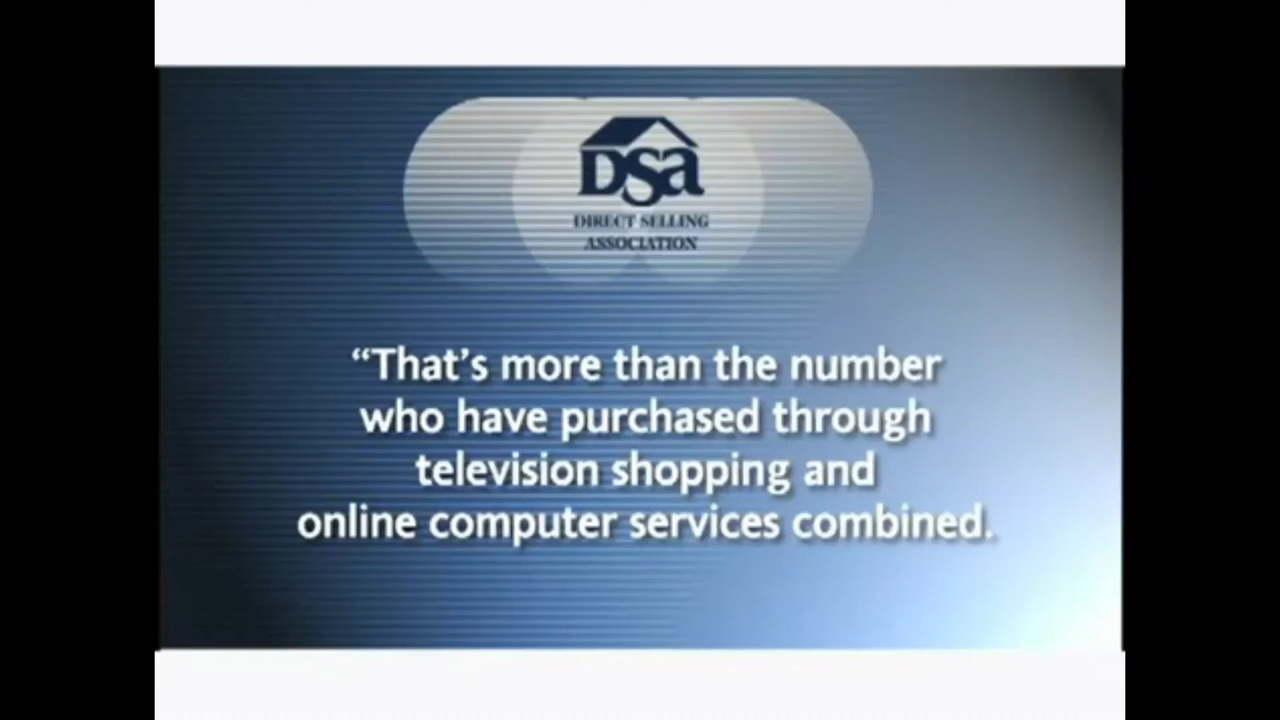 DSa
DIRECT SELLING
ASSOCIATION
“That’s more than the number
who have purchased through
television shopping and
online computer services combined.